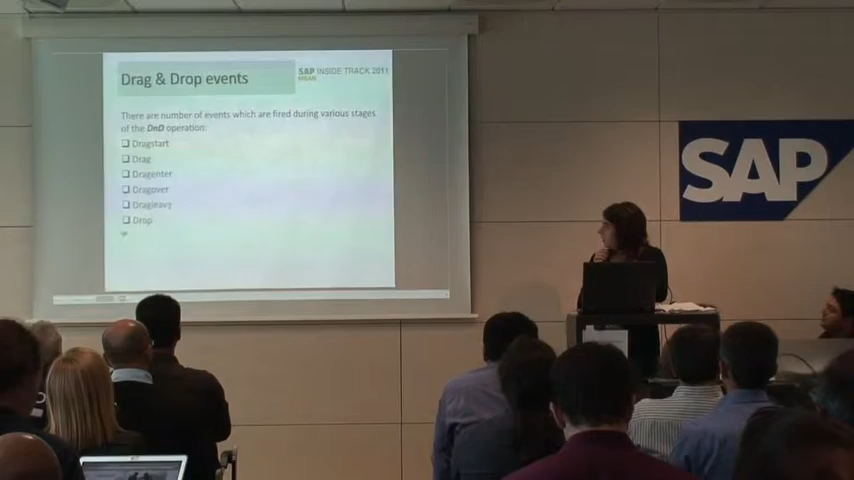 Drag & Drop events
SAP INSIDE TRACK 2011
There are number of events which are fired during various stages
of the DnD operation:
Dragstart
Drag
Dragenter
Dragover
Dragleave
Drop
SAP